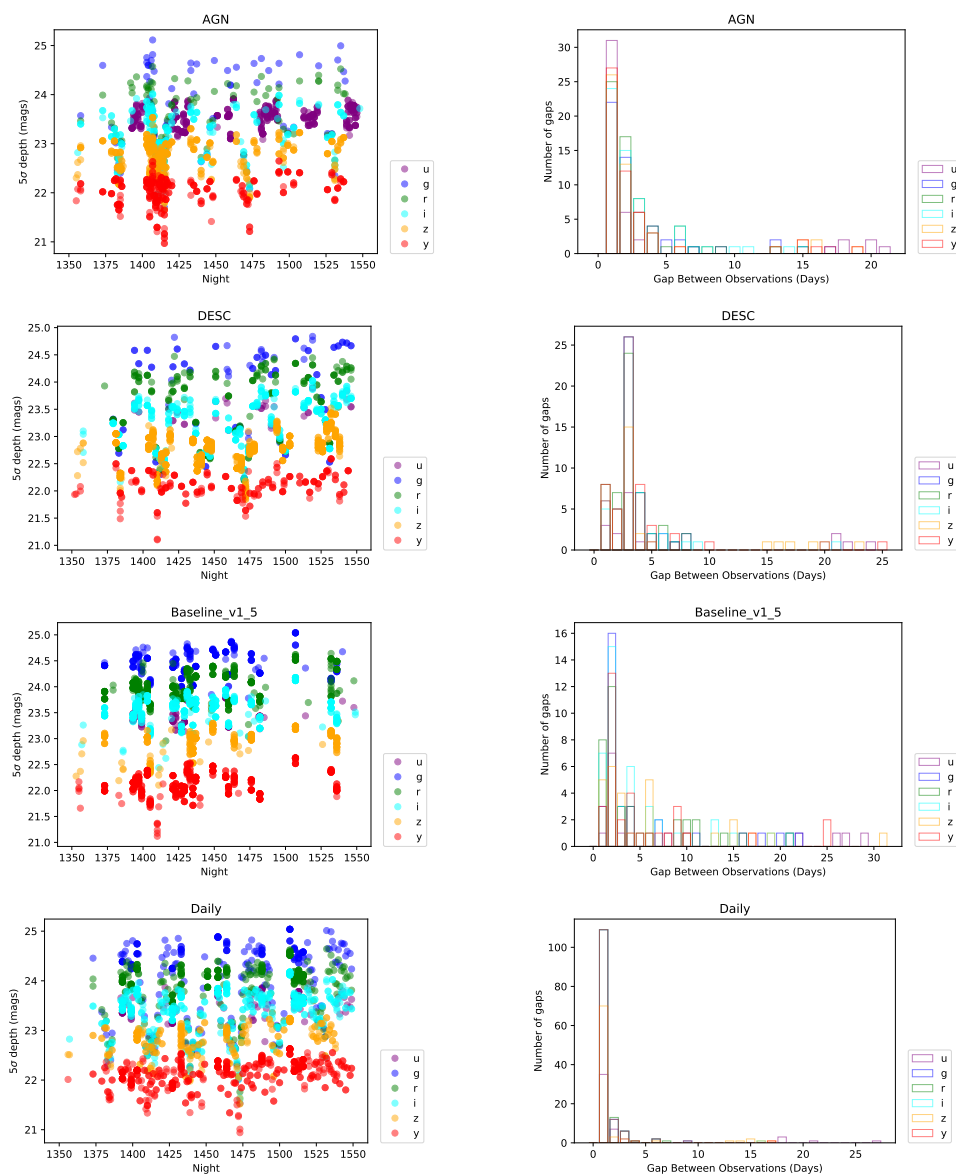 AGN
5σ depth (mags)
25
24
23
22
21
1350 1375 1400 1425 1450 1475 1500 1525 1550
Night
u
g
r
i
z
y
AGN
Number of gaps
30
25
20
15
10
5
0
0 5 10 15 20
Gap Between Observations (Days)
u
g
r
i
z
y
DESC
5σ depth (mags)
25.0
24.5
24.0
23.5
23.0
22.5
22.0
21.5
21.0
1350 1375 1400 1425 1450 1475 1500 1525 1550
Night
u
g
r
i
z
y
DESC
Number of gaps
25
20
15
10
5
0
0 5 10 15 20 25
Gap Between Observations (Days)
u
g
r
i
z
y
Baseline_v1_5
5σ depth (mags)
25.0
24.5
24.0
23.5
23.0
22.5
22.0
21.5
21.0
1350 1375 1400 1425 1450 1475 1500 1525 1550
Night
u
g
r
i
z
y
Baseline_v1_5
Number of gaps
16
14
12
10
8
6
4
2
0
0 5 10 15 20 25 30
Gap Between Observations (Days)
u
g
r
i
z
y
Daily
5σ depth (mags)
25
24
23
22
21
1350 1375 1400 1425 1450 1475 1500 1525 1550
Night
u
g
r
i
z
y
Daily
Number of gaps
100
80
60
40
20
0
0 5 10 15 20 25
Gap Between Observations (Days)
u
g
r
i
z
y